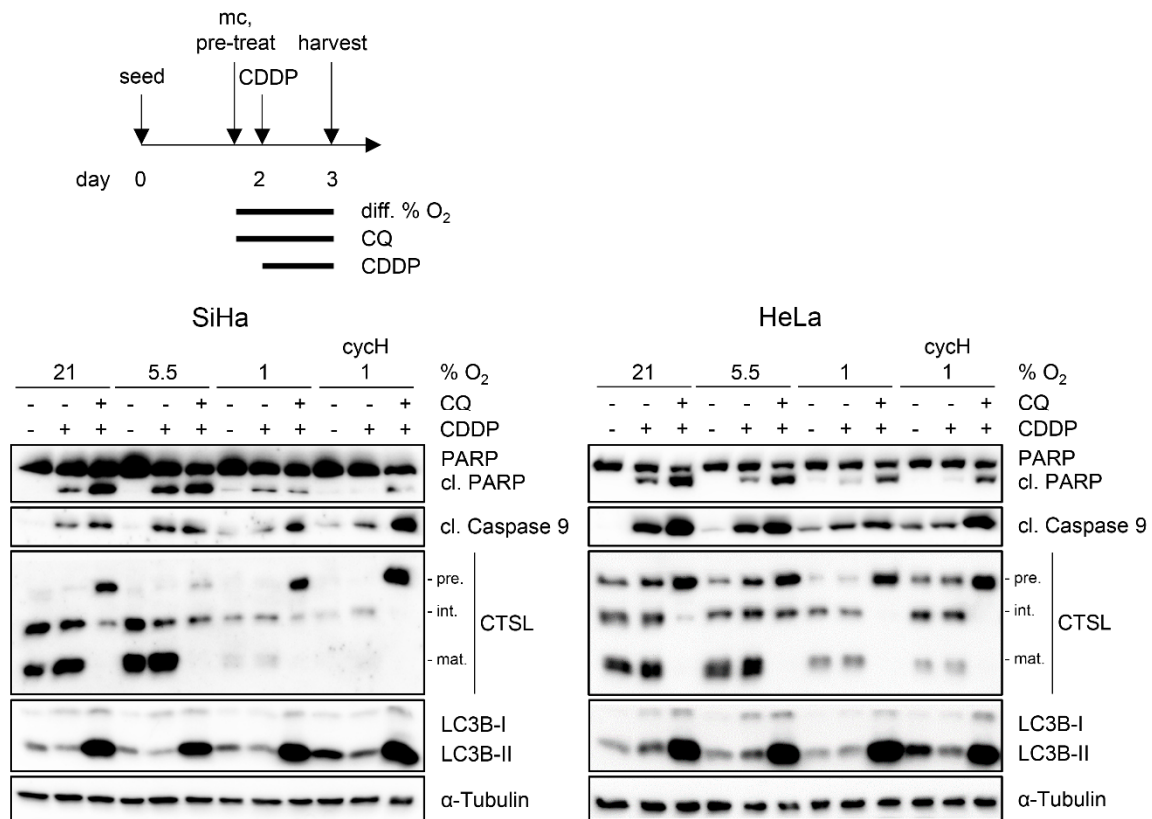 mc,
pre-treat harvest
seed CDDP
day 0 2 3
diff. % O₂
CQ
CDDP
SiHa
cycH
21 5.5 1 1 % O₂
+ + + + CQ
- + + - + + - + + - + + CDDP
PARP
cl. PARP
cl. Caspase 9
- pre.
- int.
CTSL
- mat.
LC3B-I
LC3B-II
α-Tubulin
HeLa
cycH
21 5.5 1 1 % O₂
+ + + + CQ
- + + - + + - + + - + + CDDP
PARP
cl. PARP
cl. Caspase 9
- pre.
- int.
CTSL
- mat.
LC3B-I
LC3B-II
α-Tubulin